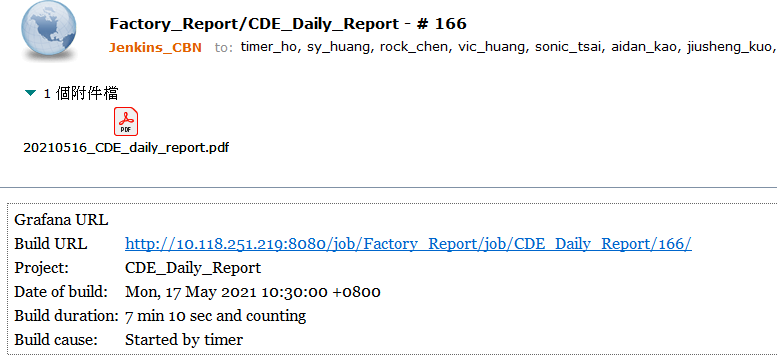 Factory_Report/CDE_Daily_Report - # 166
Jenkins_CBN to: timer_ho, sy_huang, rock_chen, vic_huang, sonic_tsai, aidan_kao, jiusheng_kuo,
1 個附件檔
PDF
20210516_CDE_daily_report.pdf
Grafana URL
Build URL http://10.118.251.219:8080/job/Factory_Report/job/CDE_Daily_Report/166/
Project: CDE_Daily_Report
Date of build: Mon, 17 May 2021 10:30:00 +0800
Build duration: 7 min 10 sec and counting
Build cause: Started by timer